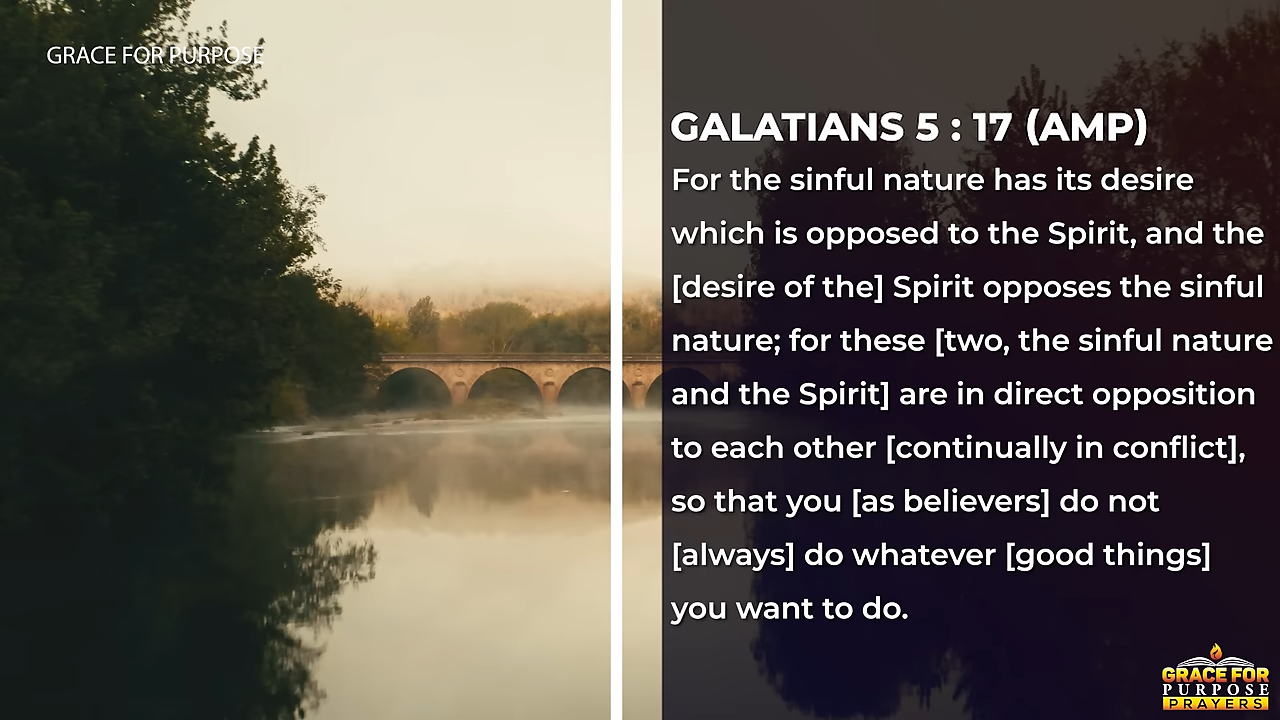 GRACE FOR PURPOSE
GALATIANS 5 : 17 (AMP)
For the sinful nature has its desire
which is opposed to the Spirit, and the
[desire of the] Spirit opposes the sinful
nature; for these [two, the sinful nature
and the Spirit] are in direct opposition
to each other [continually in conflict],
so that you [as believers] do not
[always] do whatever [good things]
you want to do.
GRACE FOR
PURPOSE
PRAYERS